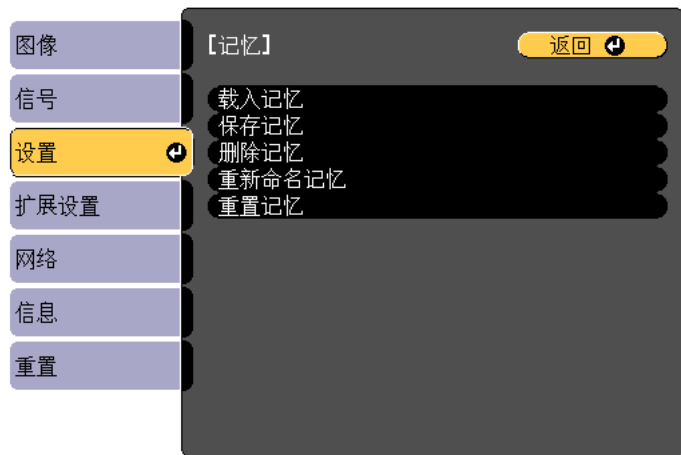 图像
信号
设置
扩展设置
网络
信息
重置
【记忆】
返回
载入记忆
保存记忆
删除记忆
重新命名记忆
重置记忆